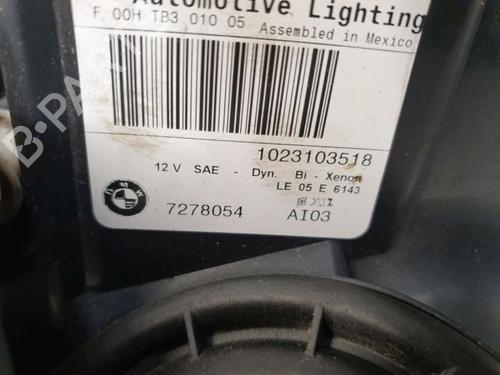 Automotive Lighting
F. 00H TB3 010 05 Assembled in Mexico
1023103518
12 V SAE - Dyn. Bi - Xenon
LE 05 E 6143
BMW 7278054 AI03
B-PARTS